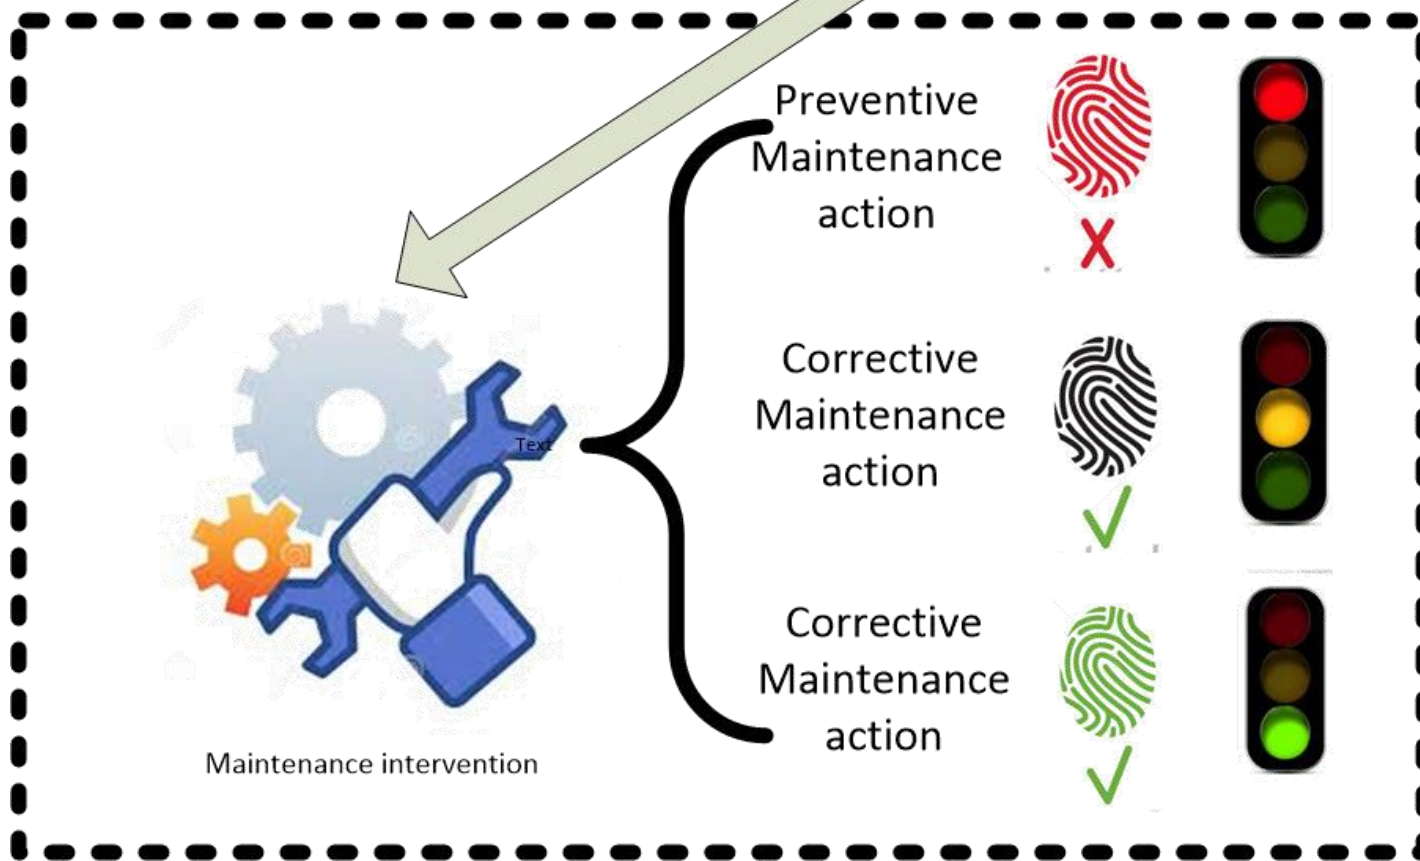 Preventive
Maintenance
action
Corrective
Maintenance
action
Text
Corrective
Maintenance
action
Maintenance intervention